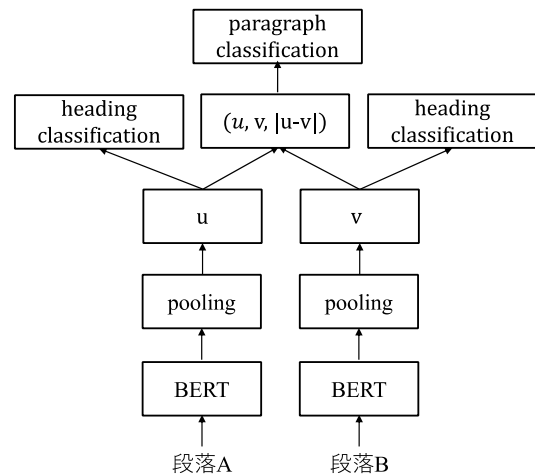 paragraph
classification
heading
classification
(u, v, |u-v|)
heading
classification
u
v
pooling
pooling
BERT
BERT
段落A
段落B